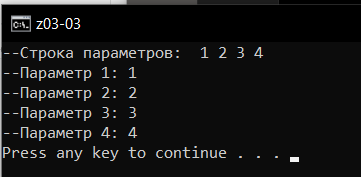 z03-03
--Строка параметров:  1 2 3 4
--Параметр 1: 1
--Параметр 2: 2
--Параметр 3: 3
--Параметр 4: 4
Press any key to continue . . .